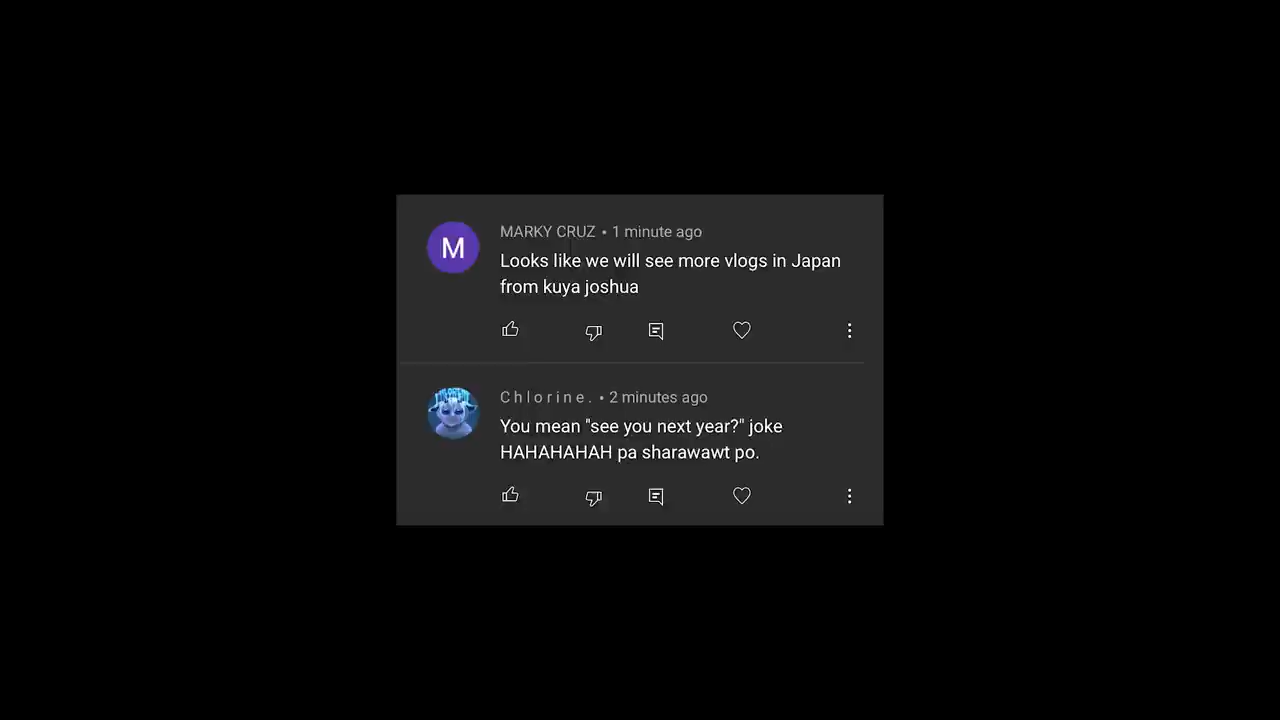 M
MARKY CRUZ • 1 minute ago
Looks like we will see more vlogs in Japan
from kuya joshua
C h l o r i n e . • 2 minutes ago
You mean "see you next year?" joke
HAHAHAHAH pa sharawawt po.